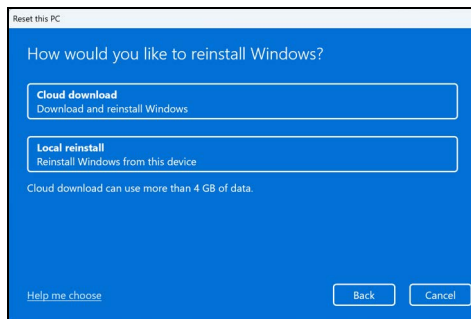 Reset this PC
How would you like to reinstall Windows?
Cloud download
Download and reinstall Windows
Local reinstall
Reinstall Windows from this device
Cloud download can use more than 4 GB of data.
Help me choose
Back
Cancel